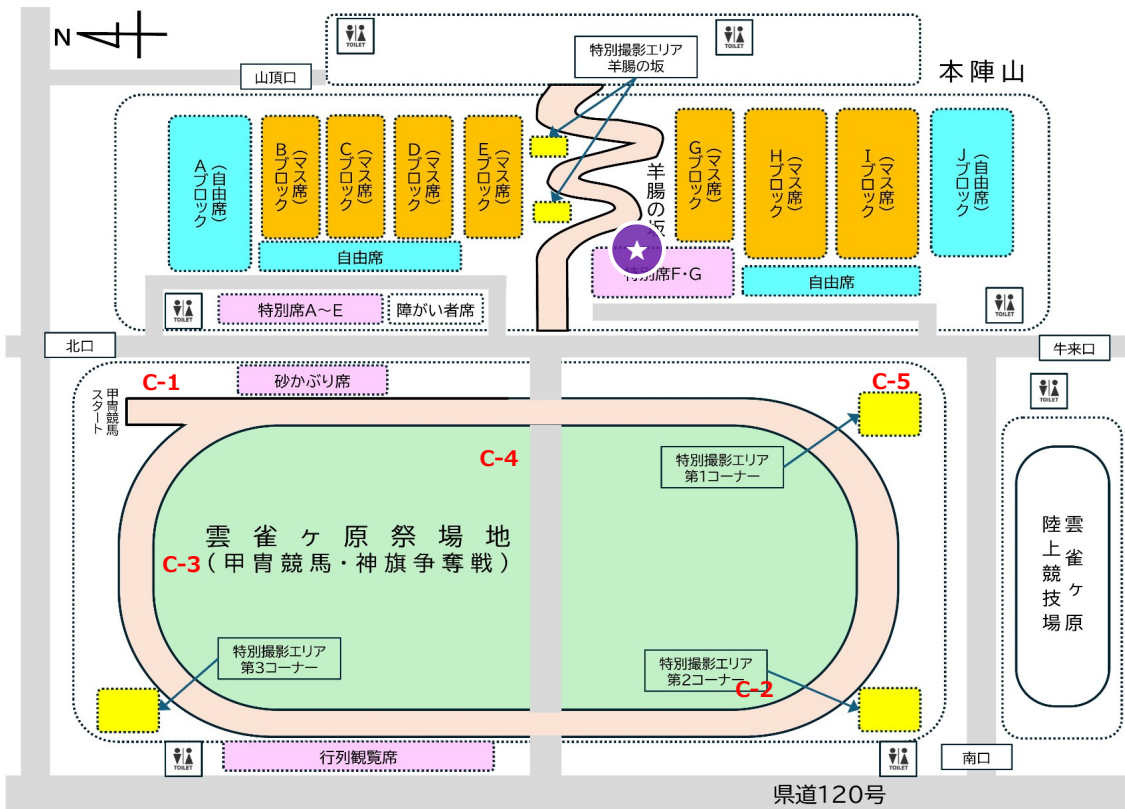 N
TOILET
TOILET
特別撮影エリア
羊腸の坂
本陣山
山頂口
Aブロック
(自由席)
Bブロック
(マス席)
Cブロック
(マス席)
Dブロック
(マス席)
Eブロック
(マス席)
羊腸の坂
Gブロック
(マス席)
Hブロック
(マス席)
Iブロック
(マス席)
Jブロック
(自由席)
自由席
特別席F・G
自由席
TOILET
特別席A～E
障がい者席
TOILET
北口
牛来口
C-1
砂かぶり席
C-5
TOILET
甲冑競馬
スタート
C-4
特別撮影エリア
第1コーナー
雲雀ヶ原祭場地
C-3
(甲冑競馬・神旗争奪戦)
雲雀ヶ原
陸上競技場
特別撮影エリア
第3コーナー
特別撮影エリア
第2コーナー
C-2
TOILET
行列観覧席
TOILET
南口
県道120号